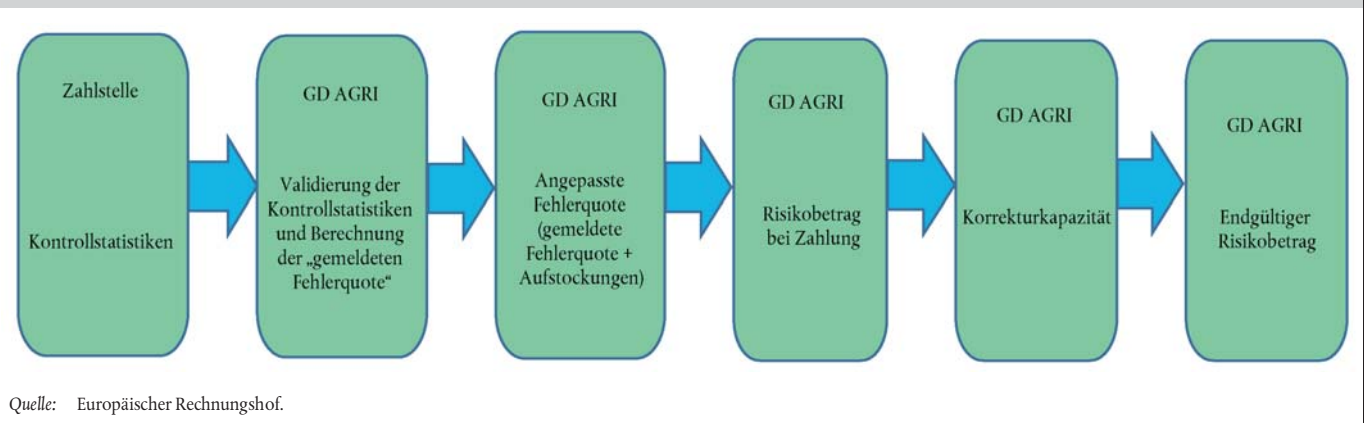 Zahlstelle
Kontrollstatistiken
GD AGRI
Validierung der
Kontrollstatistiken
und Berechnung
der „gemeldeten
Fehlerquote“
GD AGRI
Angepasste
Fehlerquote
(gemeldete
Fehlerquote +
Aufstockungen)
GD AGRI
Risikobetrag
bei Zahlung
GD AGRI
Korrekturkapazität
GD AGRI
Endgültiger
Risikobetrag
Quelle: Europäischer Rechnungshof.